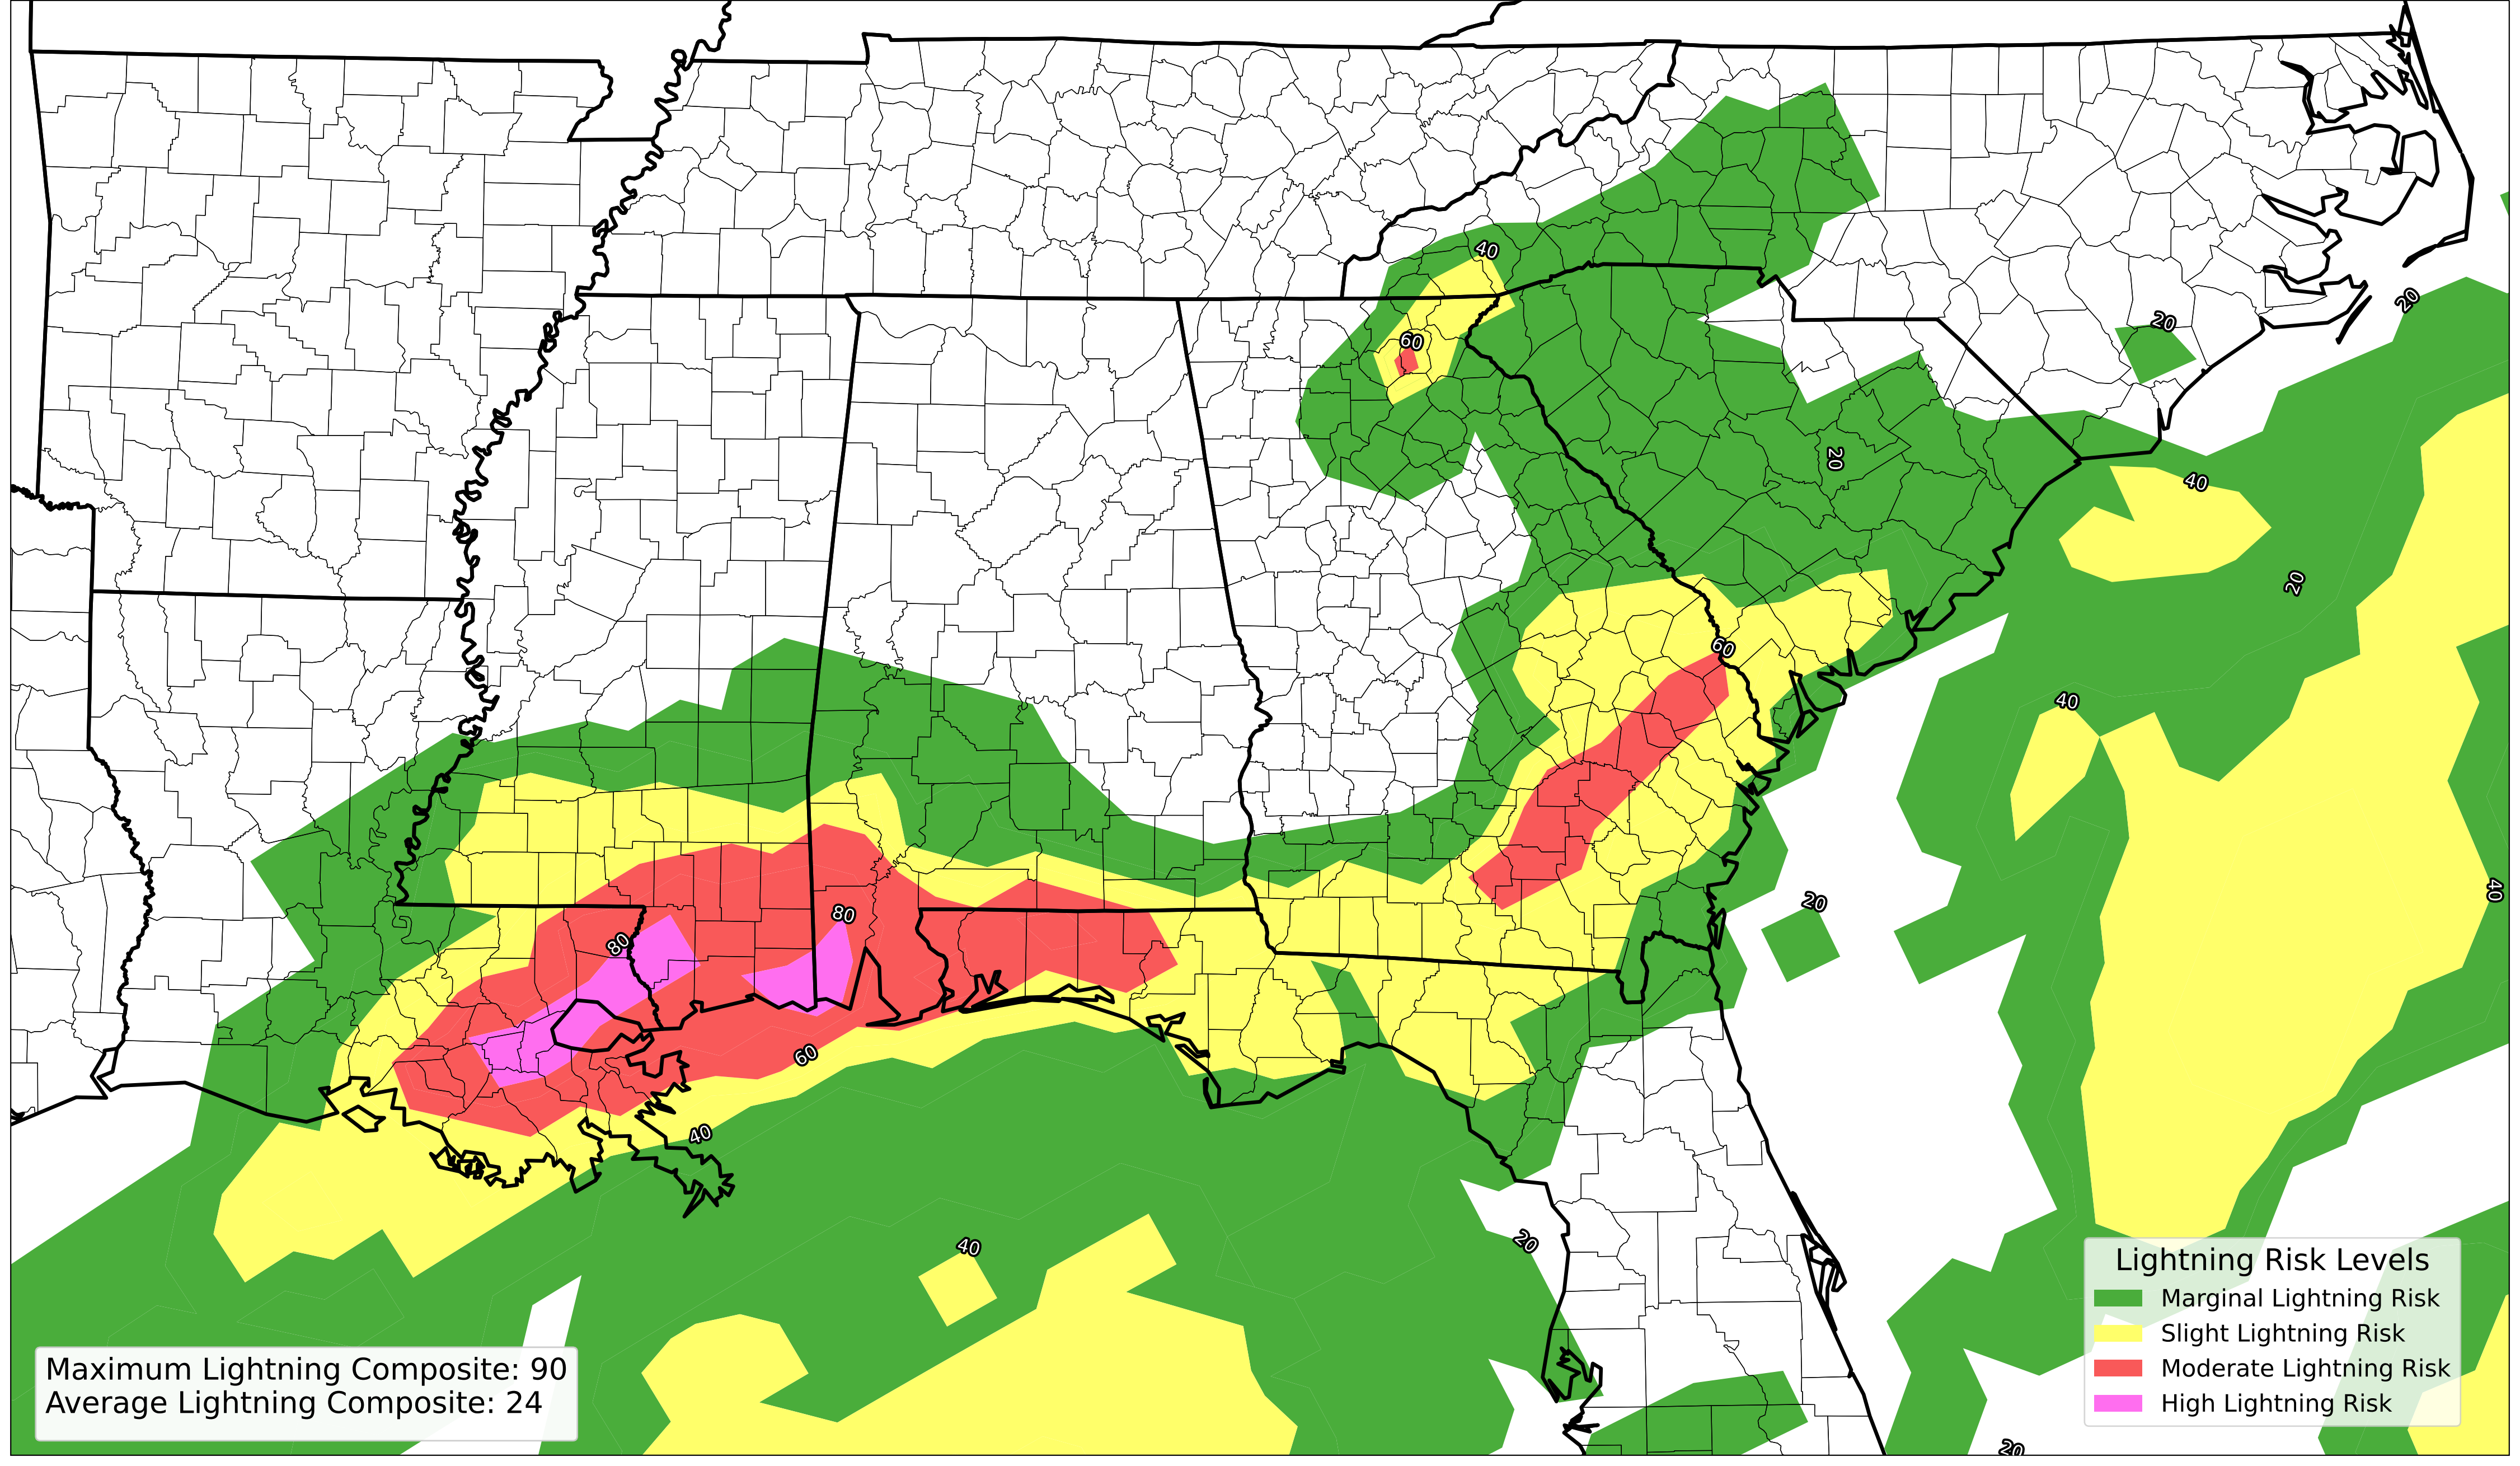 40
60
20
20
20
40
20
60
40
80
80
20
40
60
40
40
20
Lightning Risk Levels
Marginal Lightning Risk
Slight Lightning Risk
Moderate Lightning Risk
High Lightning Risk
Maximum Lightning Composite: 90
Average Lightning Composite: 24
20